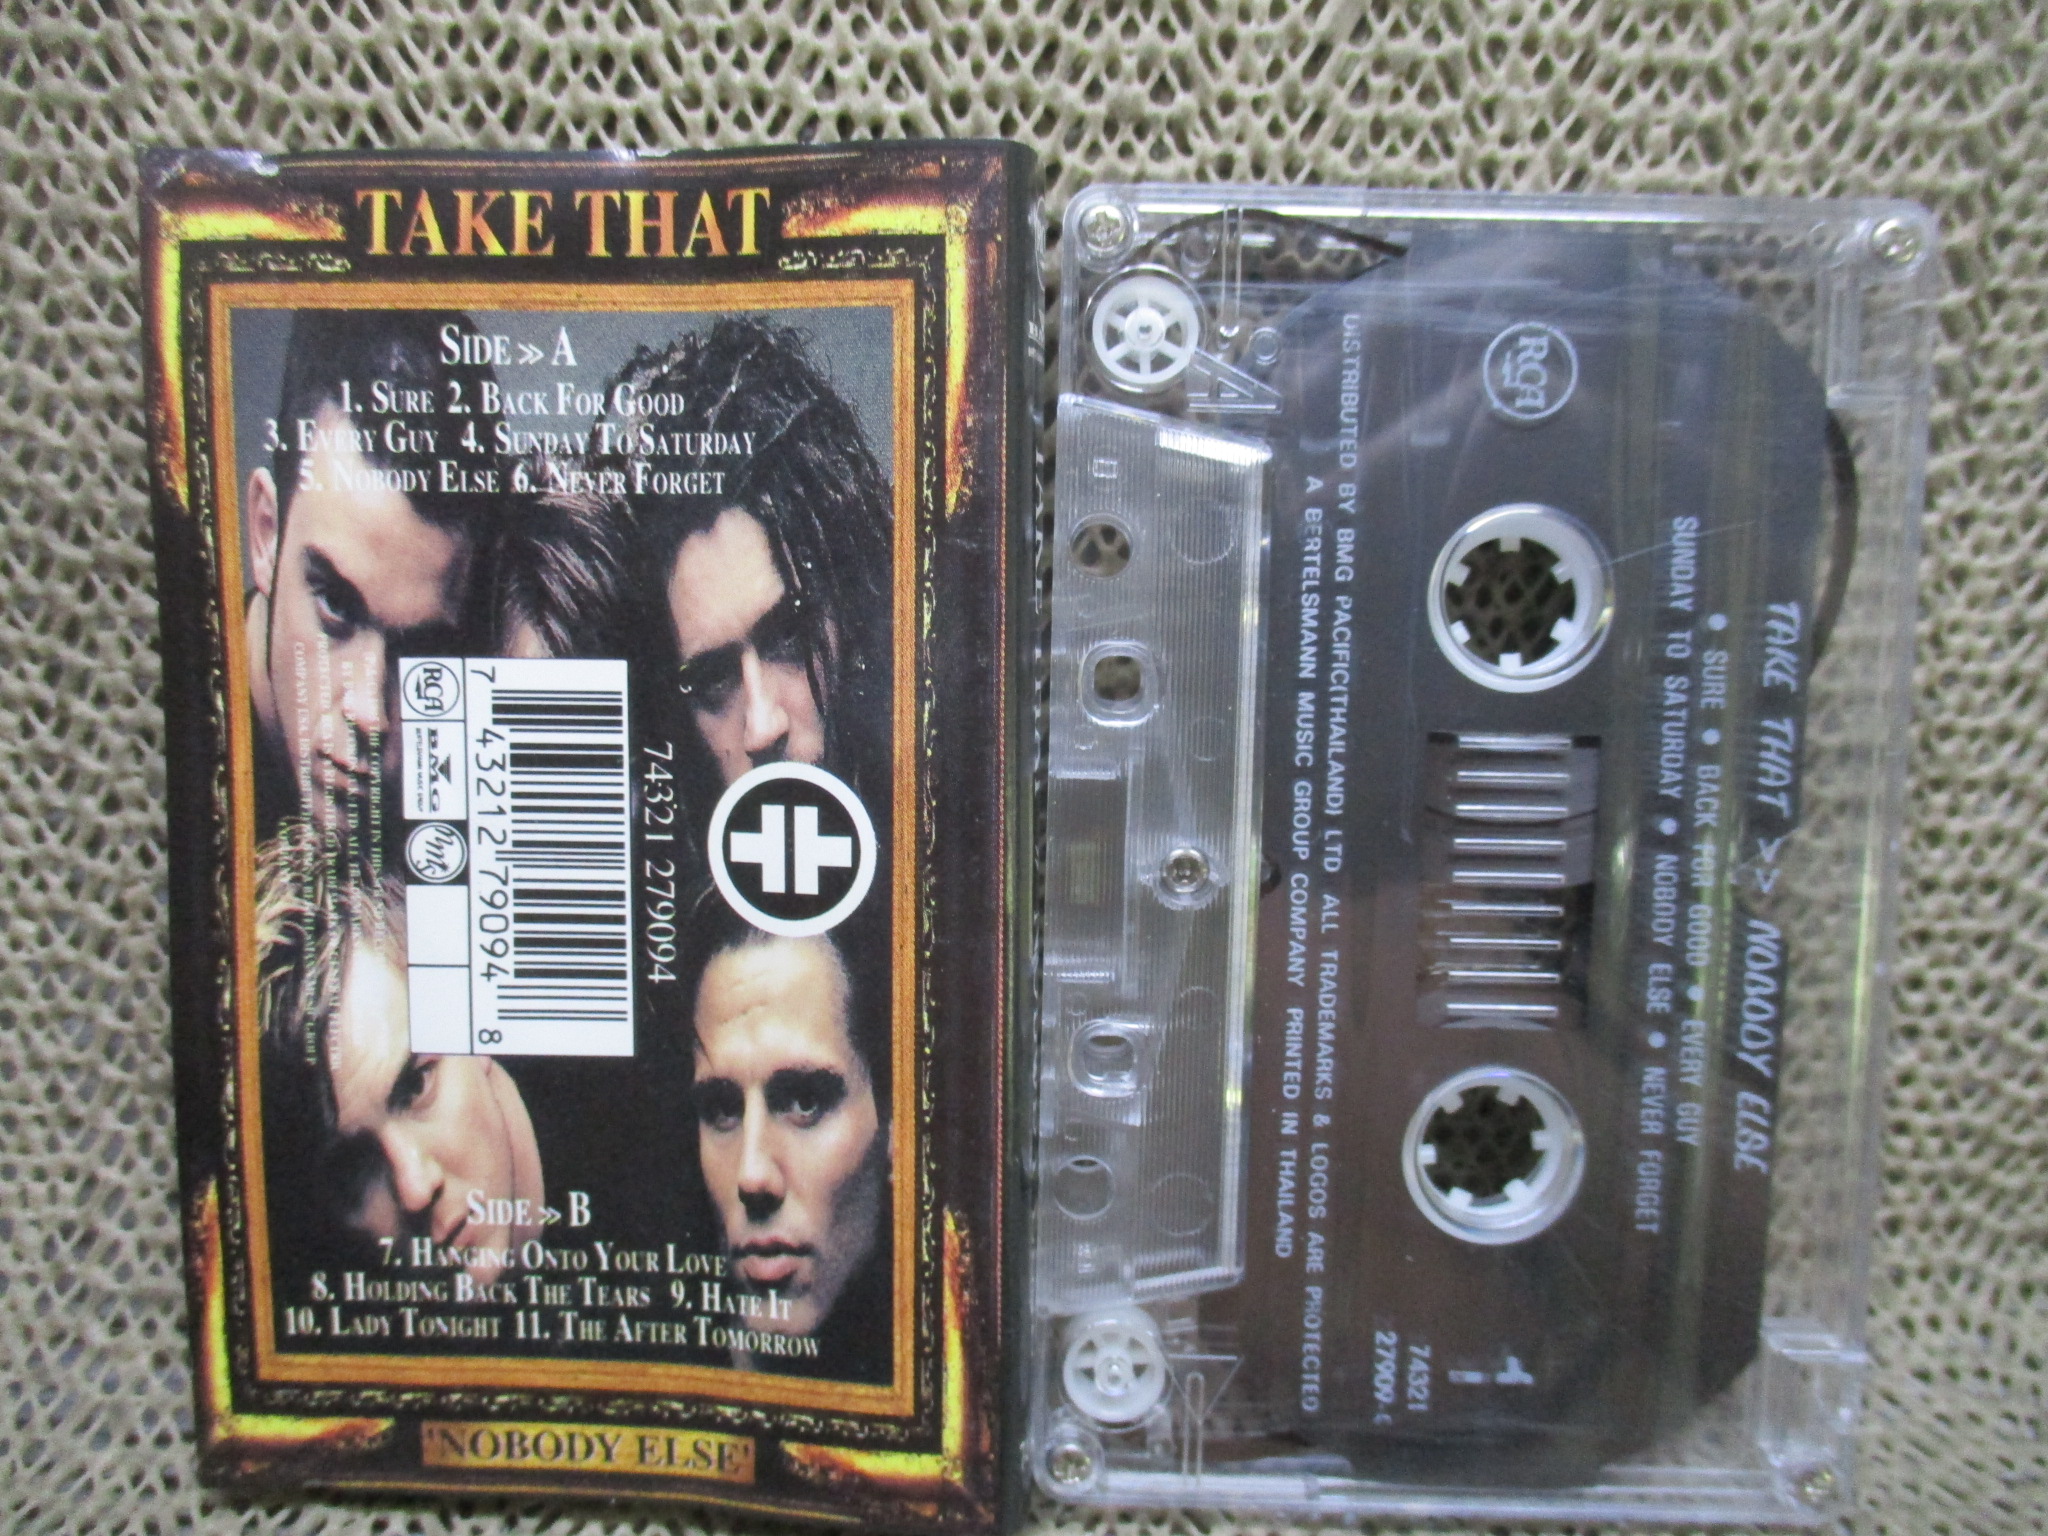 TAKE THAT
SIDE >> A
1. SURE 2. BACK FOR GOOD
3. EVERY GUY 4. SUNDAY TO SATURDAY
5. NOBODY ELSE 6. NEVER FORGET
RCA
BMG
7 43212 79094 8
74321 279094
SIDE >> B
7. HANGING ONTO YOUR LOVE
8. HOLDING BACK THE TEARS 9. HATE IT
10. LADY TONIGHT 11. THE AFTER TOMORROW
'NOBODY ELSE'
TAKE THAT >> NOBODY ELSE
• SURE • BACK FOR GOOD • EVERY GUY
SUNDAY TO SATURDAY • NOBODY ELSE • NEVER FORGET
RCA
74321
DISTRIBUTED BY BMG PACIFIC(THAILAND) LTD ALL TRADEMARKS & LOGOS ARE PROTECTED
A BERTELSMANN MUSIC GROUP COMPANY PRINTED IN THAILAND